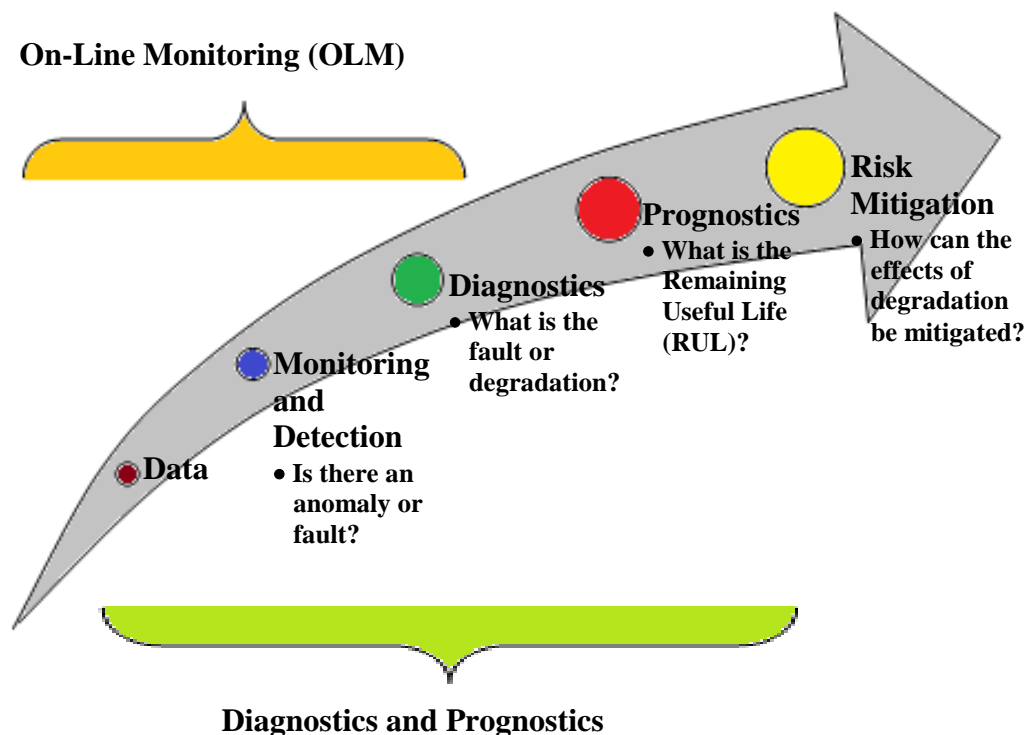 On-Line Monitoring (OLM)
Data
Monitoring
and
Detection
• Is there an
anomaly or
fault?
Diagnostics
• What is the
fault or
degradation?
Prognostics
• What is the
Remaining
Useful Life
(RUL)?
Risk
Mitigation
• How can the
effects of
degradation
be mitigated?
Diagnostics and Prognostics